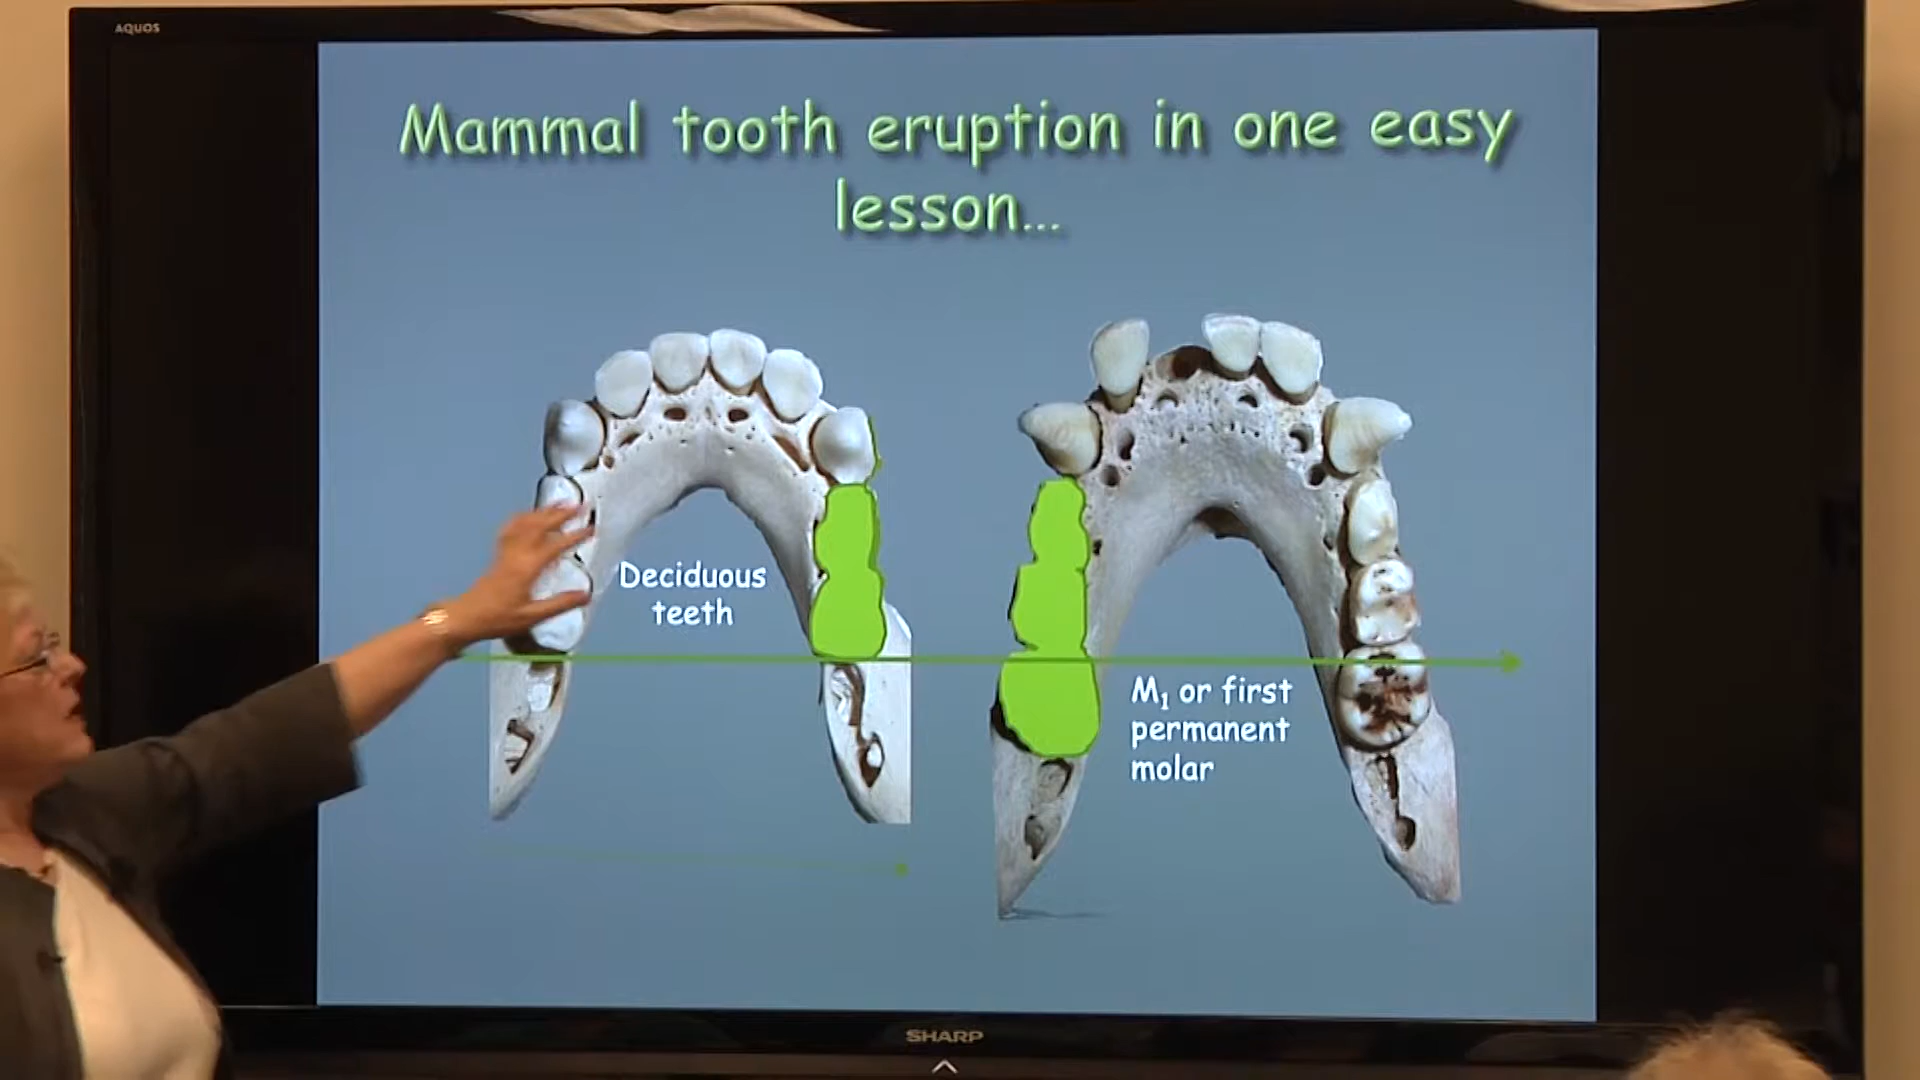 AQUOS
Mammal tooth eruption in one easy
lesson...
Deciduous
teeth
M₁ or first
permanent
molar
SHARP